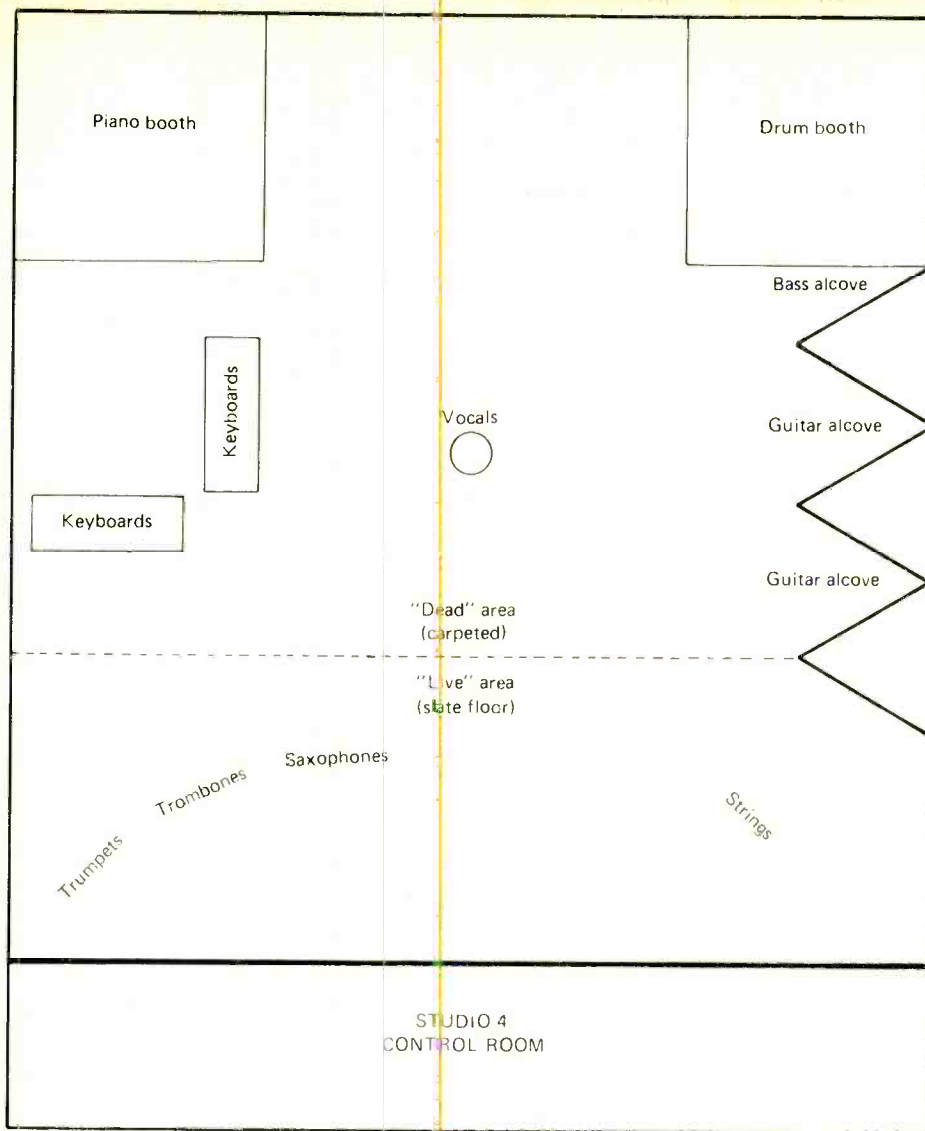 Piano booth
Drum booth
Bass alcove
Keyboards
Vocals
Guitar alcove
Keyboards
Guitar alcove
"Dead" area
(carpeted)
"Live" area
(slate floor)
Saxophones
Trombones
Trumpets
Strings
STUDIO 4
CONTROL ROOM